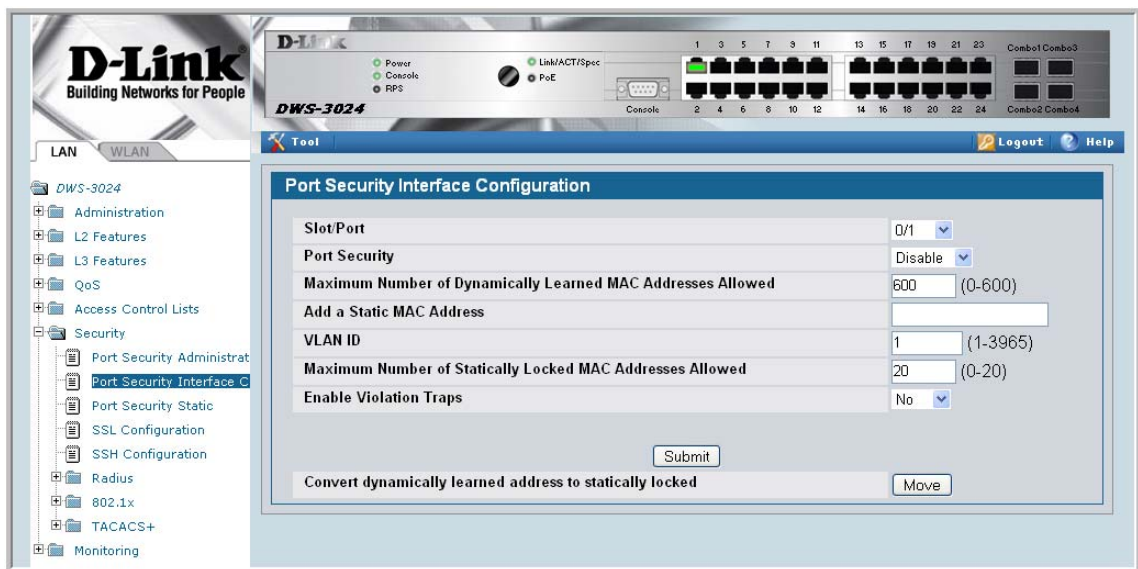 D-Link
Building Networks for People
D-Link
Power
Console
RPS
Link/ACT/Spee
PoE
DWS-3024
Console
1 3 5 7 9 11 13 15 17 19 21 23
2 4 6 8 10 12 14 16 18 20 22 24
Combo1 Combo3
Combo2 Combo4
Tool
Logout
Help
LAN
WLAN
DWS-3024
Administration
L2 Features
L3 Features
QoS
Access Control Lists
Security
Port Security Administrat
Port Security Interface C
Port Security Static
SSL Configuration
SSH Configuration
Radius
802.1x
TACACS+
Monitoring
Port Security Interface Configuration
Slot/Port 0/1
Port Security Disable
Maximum Number of Dynamically Learned MAC Addresses Allowed 600 (0-600)
Add a Static MAC Address
VLAN ID 1 (1-3965)
Maximum Number of Statically Locked MAC Addresses Allowed 20 (0-20)
Enable Violation Traps No
Submit
Convert dynamically learned address to statically locked Move